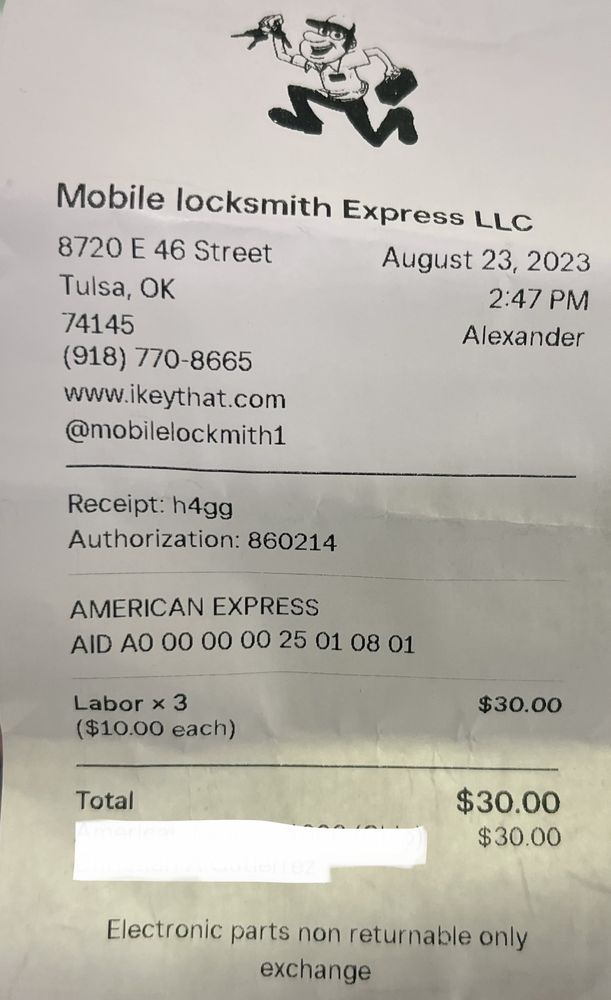 Mobile locksmith Express LLC
8720 E 46 Street
August 23, 2023
Tulsa, OK
2:47 PM
74145
Alexander
(918) 770-8665
www.ikeythat.com
@mobilelockmith1
Receipt: h4gg
Authorization: 860214
AMERICAN EXPRESS
AID A0 00 00 00 25 01 08 01
Labor × 3 $30.00
($10.00 each)
Total $30.00
$30.00
Electronic parts non returnable only
exchange